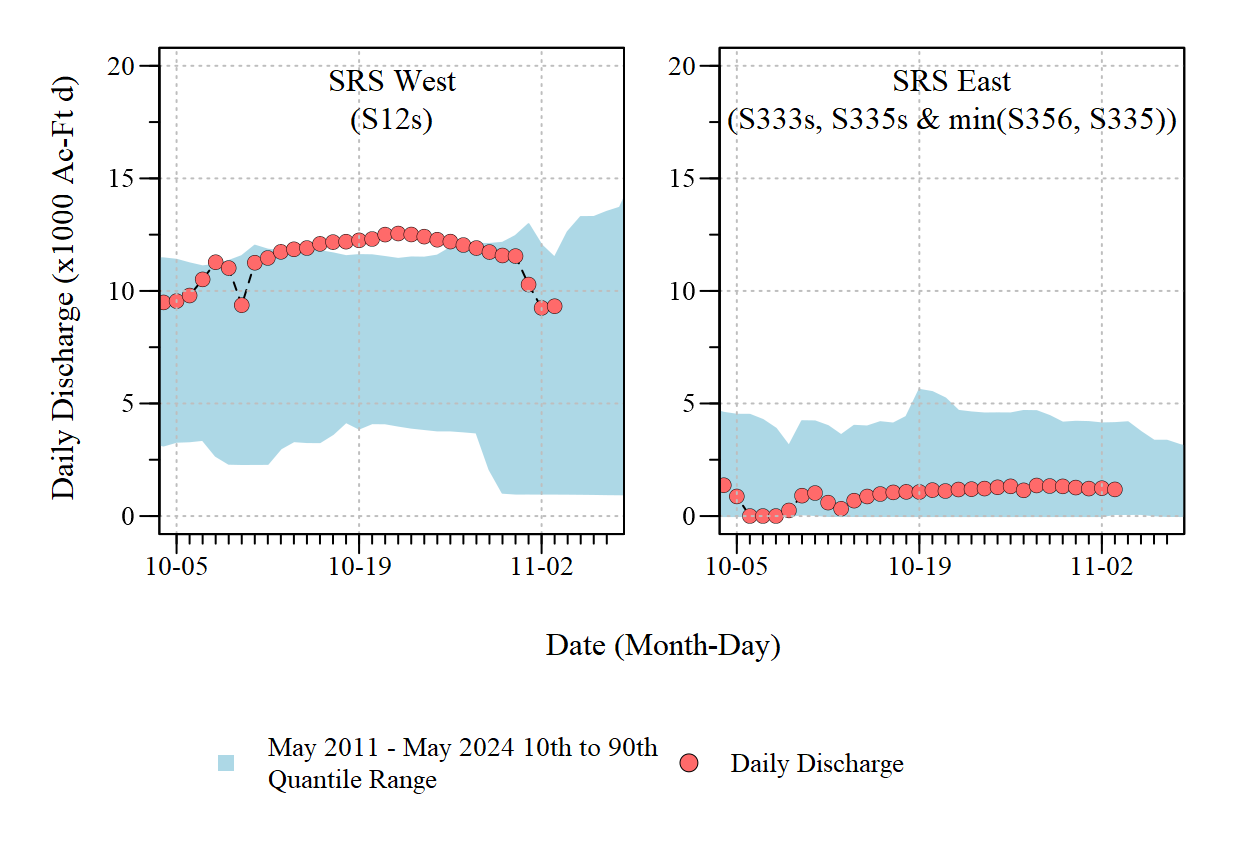 SRS West
(S12s)
SRS East
(S333s, S335s & min(S356, S335))
Daily Discharge (x1000 Ac-Ft d)
20
15
10
5
0
20
15
10
5
0
10-05
10-19
11-02
10-05
10-19
11-02
Date (Month-Day)
May 2011 - May 2024 10th to 90th
Quantile Range
Daily Discharge